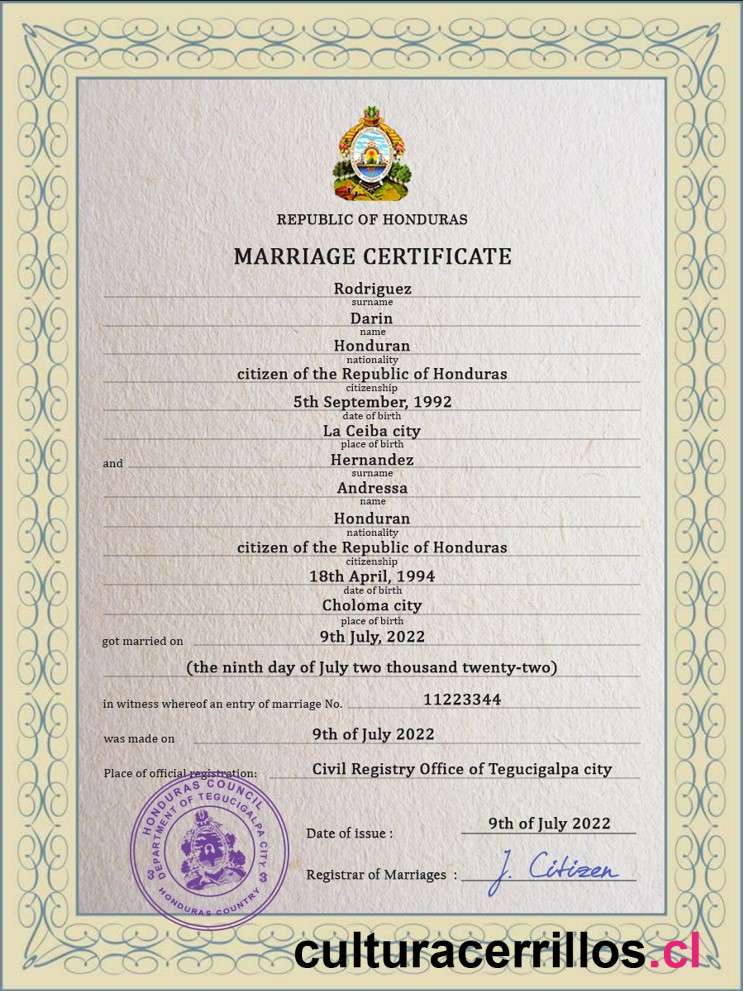 REPUBLIC OF HONDURAS
MARRIAGE CERTIFICATE
Rodriguez
surname
Darin
name
Honduran
nationality
citizen of the Republic of Honduras
citizenship
5th September, 1992
date of birth
La Ceiba city
place of birth
and Hernandez
surname
Andressa
name
Honduran
nationality
citizen of the Republic of Honduras
citizenship
18th April, 1994
date of birth
Choloma city
place of birth
got married on 9th July, 2022
(the ninth day of July two thousand twenty-two)
in witness whereof an entry of marriage No. 11223344
was made on 9th of July 2022
Place of official registration: Civil Registry Office of Tegucigalpa city
HONDURAS COUNCIL
DEPARTMENT OF TEGUCIGALPA CITY
3 3
HONDURAS COUNTRY
Date of issue : 9th of July 2022
Registrar of Marriages : J. Citizen
culturacerrillos.cl